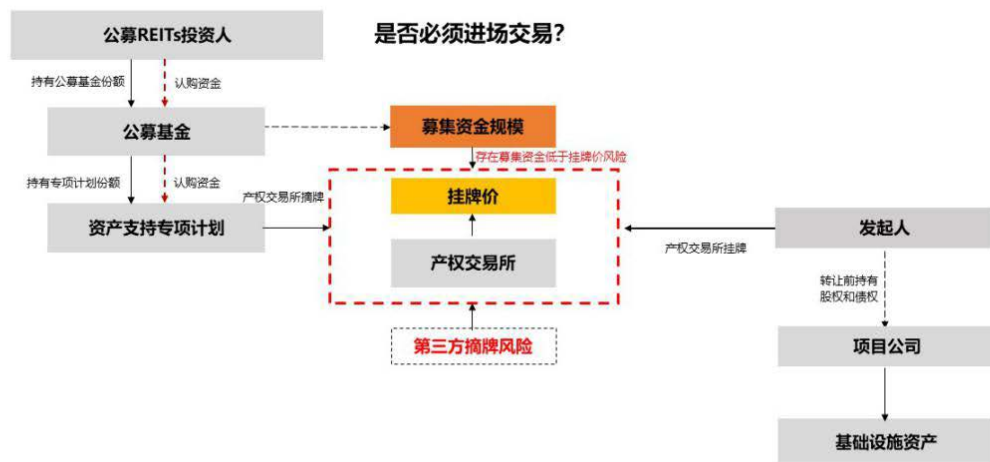 公募REITs投资人
是否必须进场交易?
持有公募基金份额
认购资金
公募基金
募集资金规模
存在募集资金低于挂牌价风险
持有专项计划份额
认购资金
产权交易所摘牌
挂牌价
资产支持专项计划
发起人
产权交易所挂牌
产权交易所
转让前持有
股权和债权
第三方摘牌风险
项目公司
基础设施资产